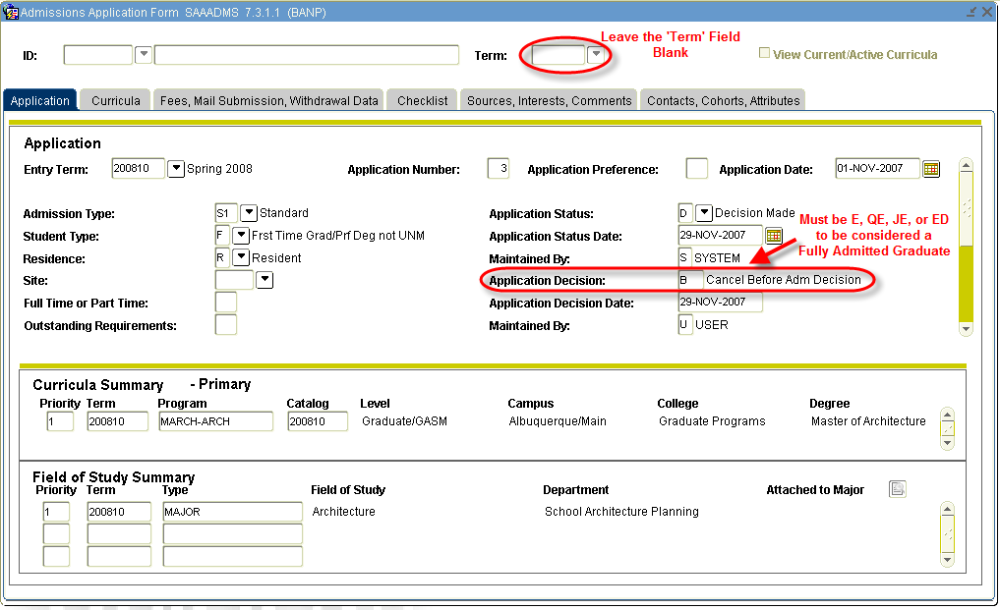 Admissions Application Form SAAADMS 7.3.1.1 (BANP)
Leave the 'Term' Field
Blank
ID: Term: View Current/Active Curricula
Application Curricula Fees, Mail Submission, Withdrawal Data Checklist Sources, Interests, Comments Contacts, Cohorts, Attributes
Application
Entry Term: 200810 Spring 2008 Application Number: 3 Application Preference: Application Date: 01-NOV-2007
Admission Type: S1 Standard Application Status: D Decision Made
Must be E, QE, JE, or ED
to be considered a
Fully Admitted Graduate
Student Type: F Frst Time Grad/Prf Deg not UNM Application Status Date: 29-NOV-2007
Residence: R Resident Maintained By: S SYSTEM
Site: Application Decision: B Cancel Before Adm Decision
Full Time or Part Time: Application Decision Date: 29-NOV-2007
Outstanding Requirements: Maintained By: U USER
Curricula Summary - Primary
Priority Term Program Catalog Level Campus College Degree
1 200810 MARCH-ARCH 200810 Graduate/GASM Albuquerque/Main Graduate Programs Master of Architecture
Field of Study Summary
Priority Term Type Field of Study Department Attached to Major
1 200810 MAJOR Architecture School Architecture Planning